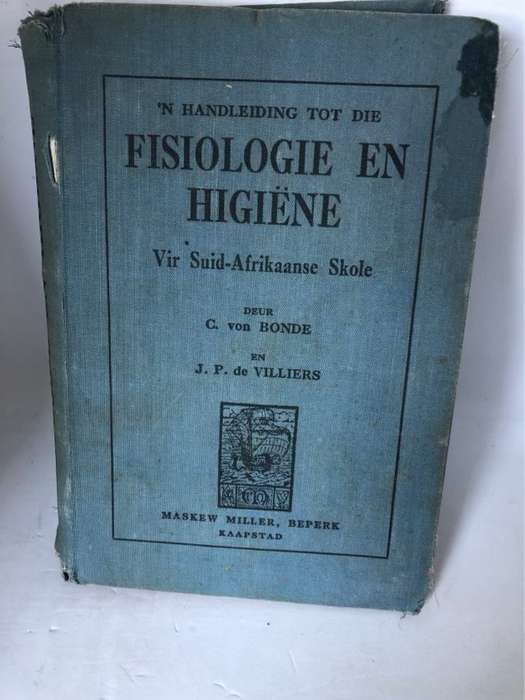 'N HANDLEIDING TOT DIE
FISIOLOGIE EN
HIGIËNE
Vir Suid-Afrikaanse Skole
DEUR
C. von BONDE
EN
J. P. de VILLIERS
MASKEW MILLER, BEPERK
KAAPSTAD